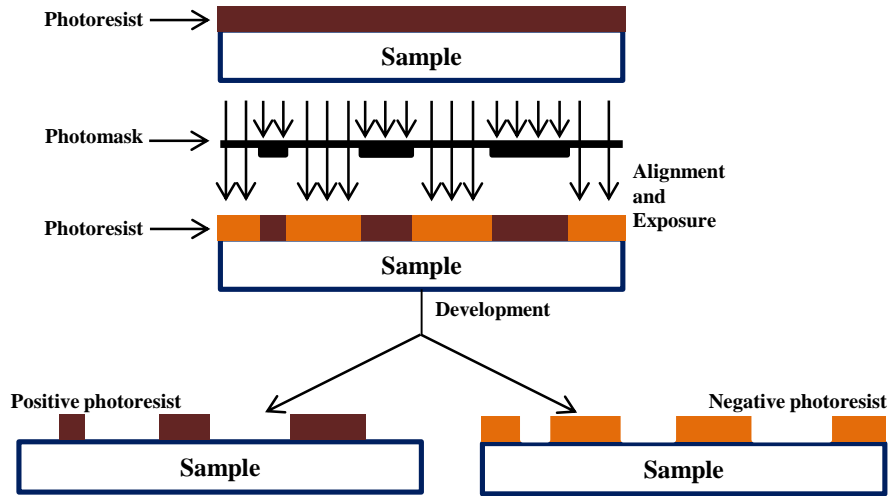 Photoresist
Sample
Photomask
Alignment
and
Exposure
Photoresist
Sample
Development
Positive photoresist
Negative photoresist
Sample
Sample